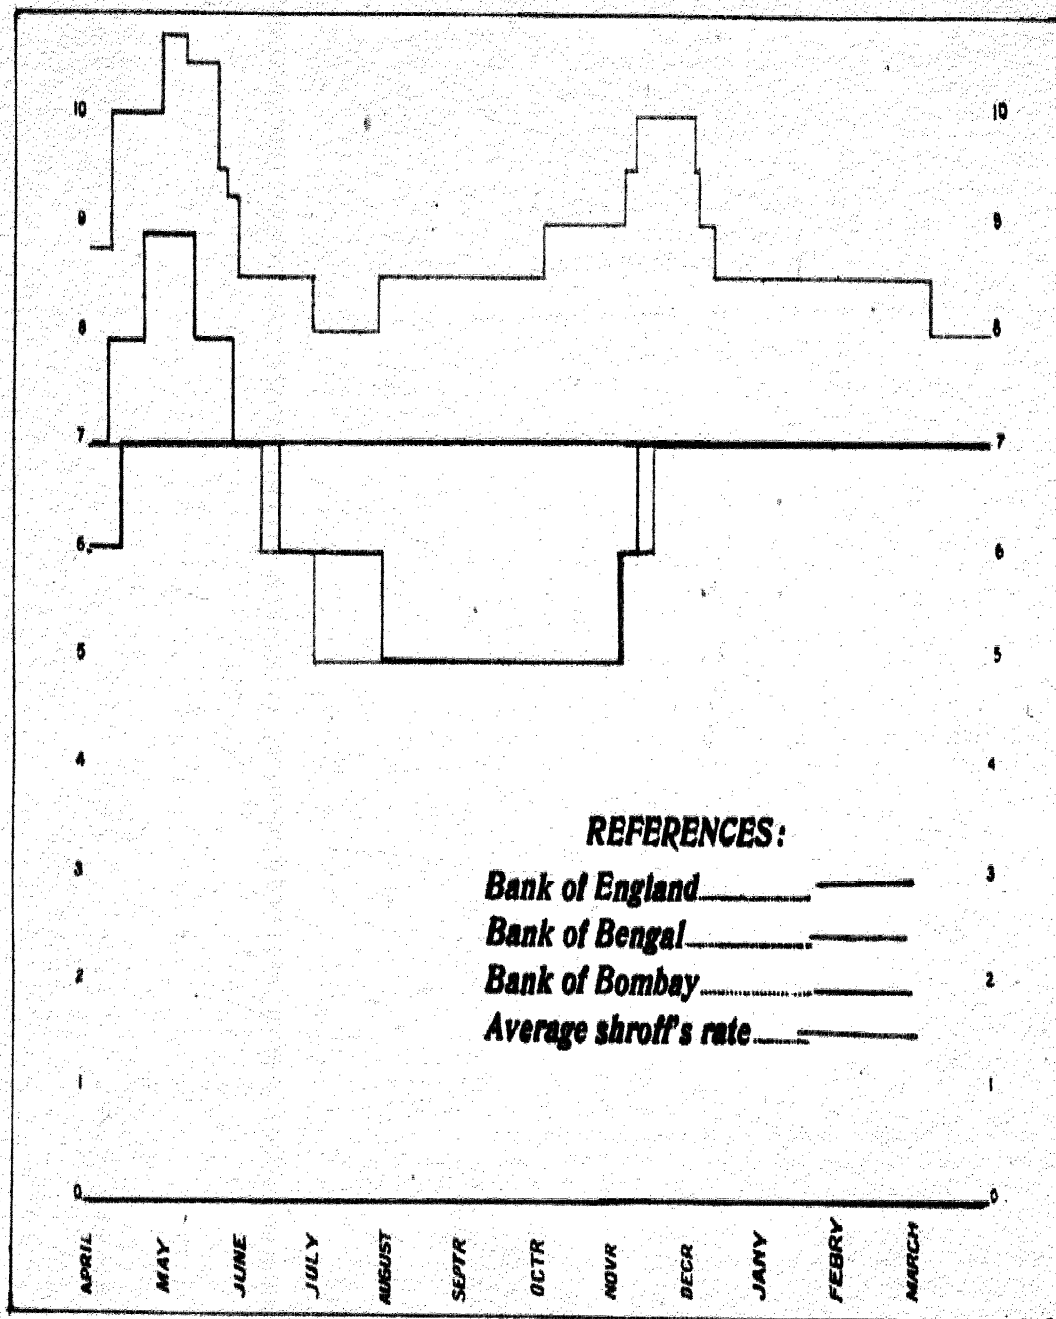 10 10
9 9
8 8
7 7
6. 6
5 5
4 4
3 3
2 2
1 1
0 0
REFERENCES:
Bank of England
Bank of Bengal
Bank of Bombay
Average shroff's rate
APRIL MAY JUNE JULY AUGUST SEPTR OCTR NOVR DECR JANY FEBRY MARCH